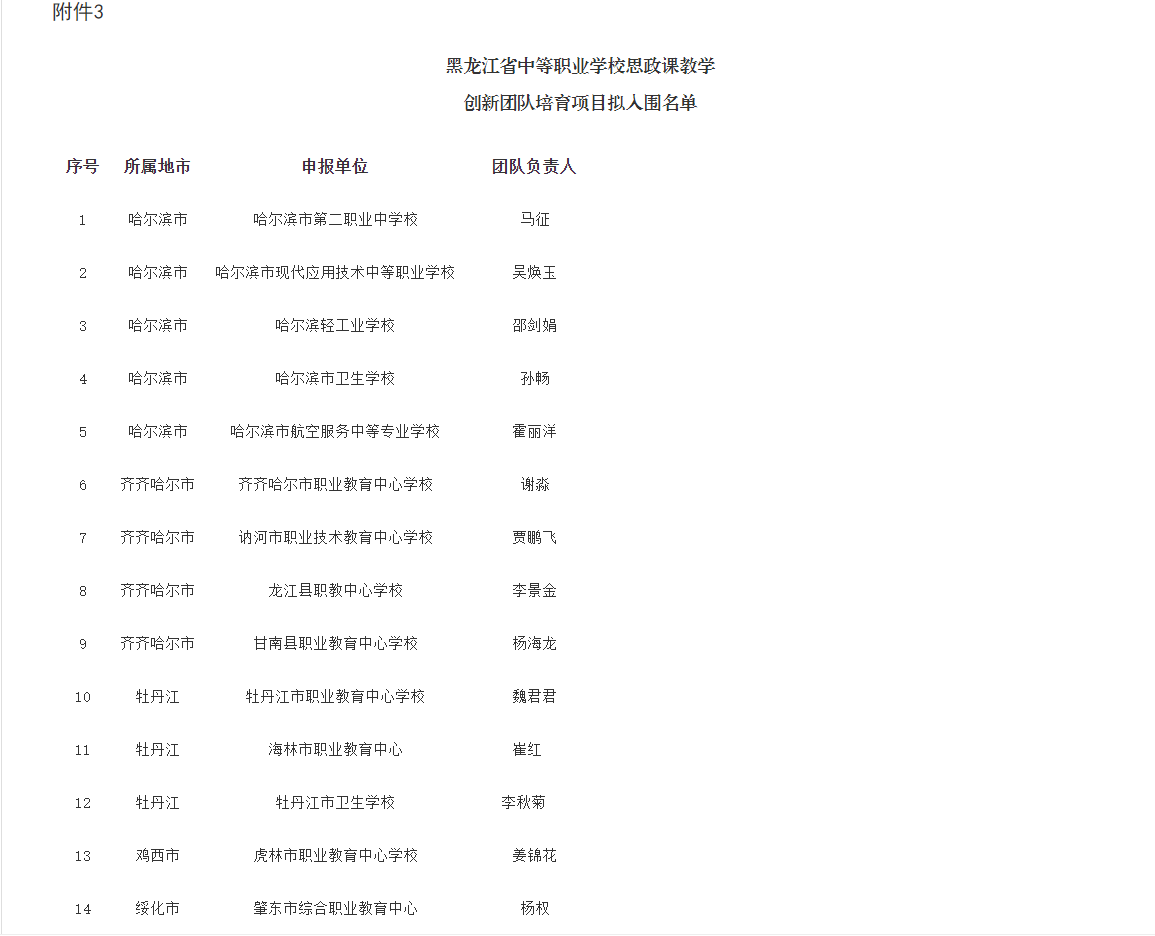 附件3
黑龙江省中等职业学校思政课教学
创新团队培育项目拟入围名单
序号 所属地市 申报单位 团队负责人
1 哈尔滨市 哈尔滨市第二职业中学校 马征
2 哈尔滨市 哈尔滨市现代应用技术中等职业学校 吴焕玉
3 哈尔滨市 哈尔滨轻工业学校 邵剑娟
4 哈尔滨市 哈尔滨市卫生学校 孙畅
5 哈尔滨市 哈尔滨市航空服务中等专业学校 霍丽洋
6 齐齐哈尔市 齐齐哈尔市职业教育中心学校 谢淼
7 齐齐哈尔市 讷河市职业技术教育中心学校 贾鹏飞
8 齐齐哈尔市 龙江县职教中心学校 李景金
9 齐齐哈尔市 甘南县职业教育中心学校 杨海龙
10 牡丹江 牡丹江市职业教育中心学校 魏君君
11 牡丹江 海林市职业教育中心 崔红
12 牡丹江 牡丹江市卫生学校 李秋菊
13 鸡西市 虎林市职业教育中心学校 姜锦花
14 绥化市 肇东市综合职业教育中心 杨权